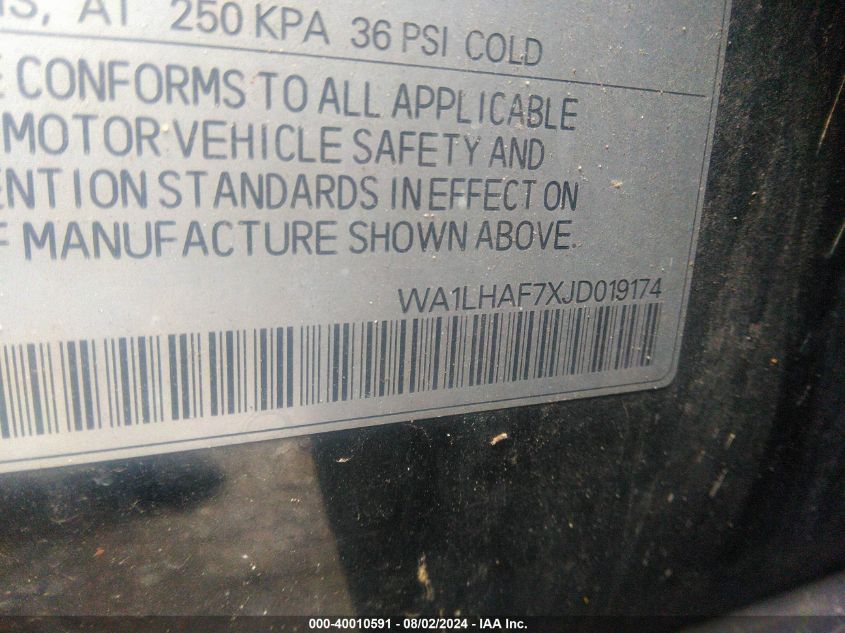 AT 250 KPA 36 PSI COLD
CONFORMS TO ALL APPLICABLE
MOTOR VEHICLE SAFETY AND
ENTION STANDARDS IN EFFECT ON
MANUFACTURE SHOWN ABOVE.
WA1LHAF7XJD019174
000-40010591 - 08/02/2024 - IAA Inc.